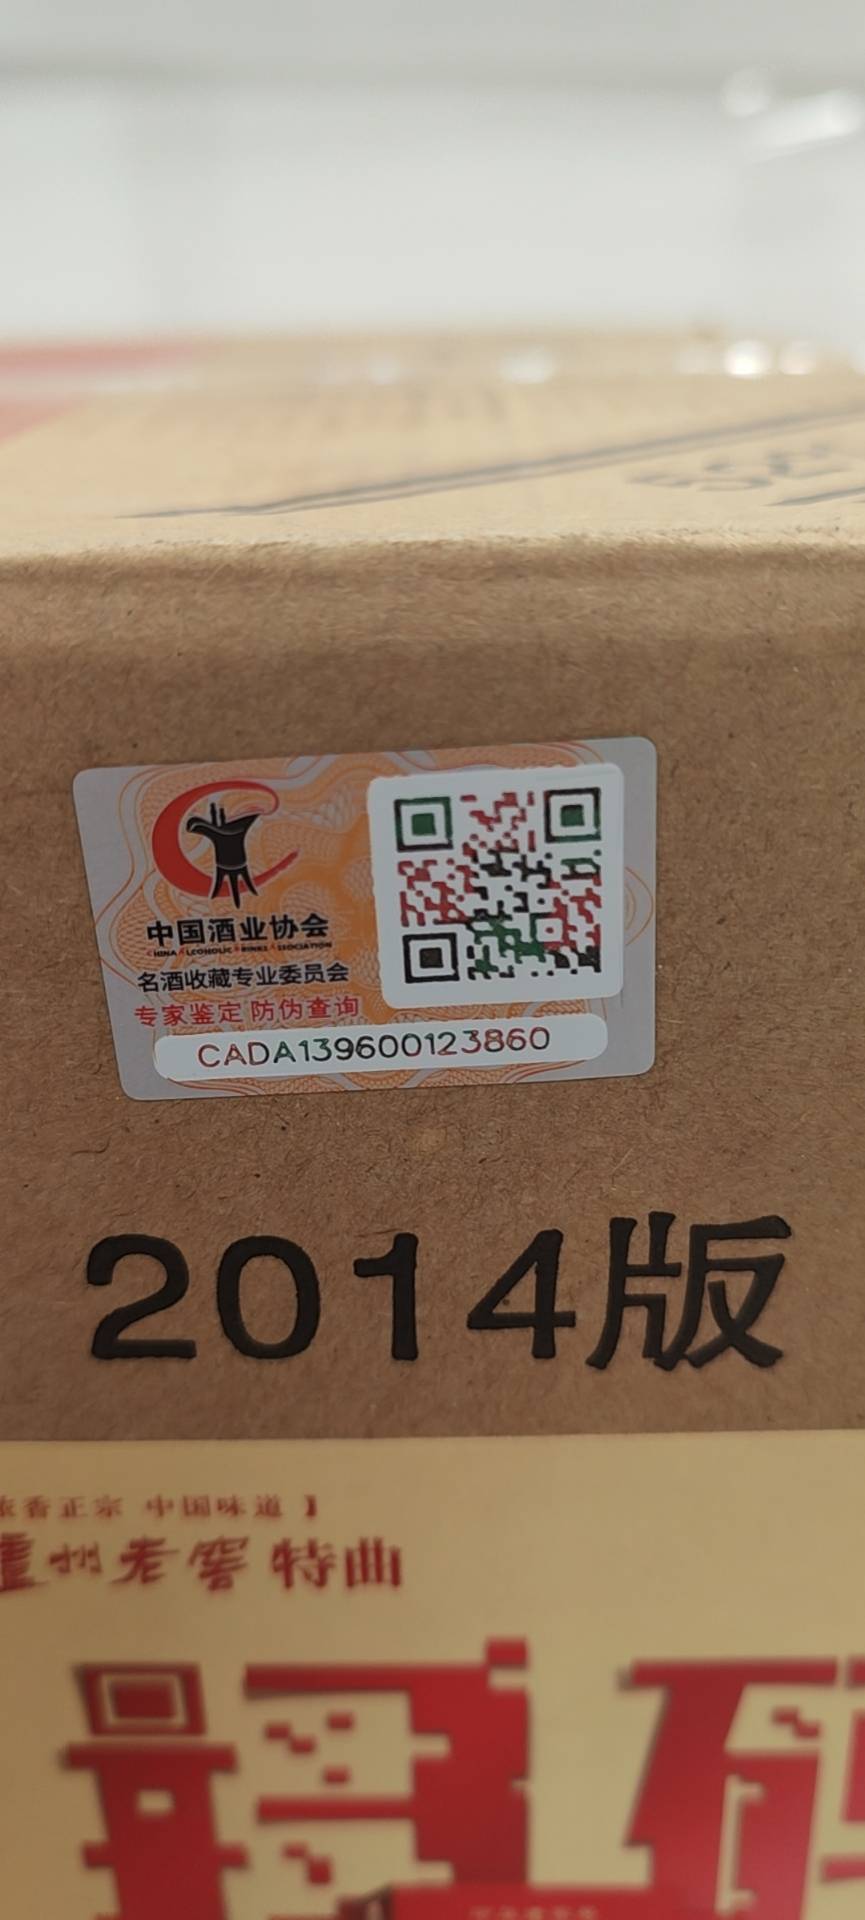 中国酒业协会
CHINA ALCOHOLIC DRINKS ASSOCIATION
名酒收藏专业委员会
专家鉴定 防伪查询
CADA139600123860
2014版
浓香正宗 中国味道 】
泸州老窖 特曲